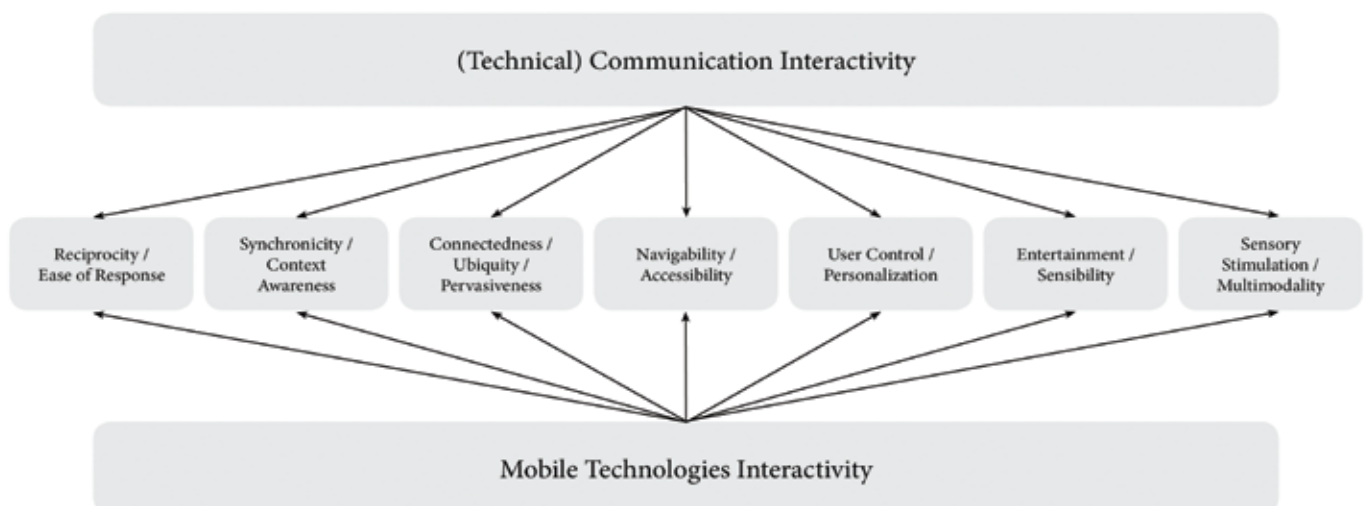 (Technical) Communication Interactivity
Reciprocity /
Ease of Response
Synchronicity /
Context
Awareness
Connectedness /
Ubiquity /
Pervasiveness
Navigability /
Accessibility
User Control /
Personalization
Entertainment /
Sensibility
Sensory
Stimulation /
Multimodality
Mobile Technologies Interactivity